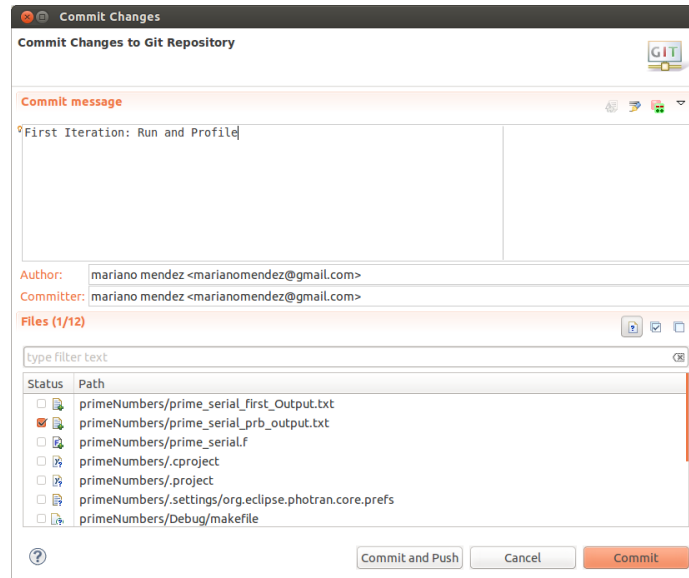 Commit Changes
Commit Changes to Git Repository
GIT
Commit message
First Iteration: Run and Profile
Author: mariano mendez <marianomendez@gmail.com>
Committer: mariano mendez <marianomendez@gmail.com>
Files (1/12)
type filter text
Status Path
primeNumbers/prime_serial_first_Output.txt
primeNumbers/prime_serial_prb_output.txt
primeNumbers/prime_serial.f
primeNumbers/.cproject
primeNumbers/.project
primeNumbers/.settings/org.eclipse.photran.core.prefs
primeNumbers/Debug/makefile
Commit and Push Cancel Commit